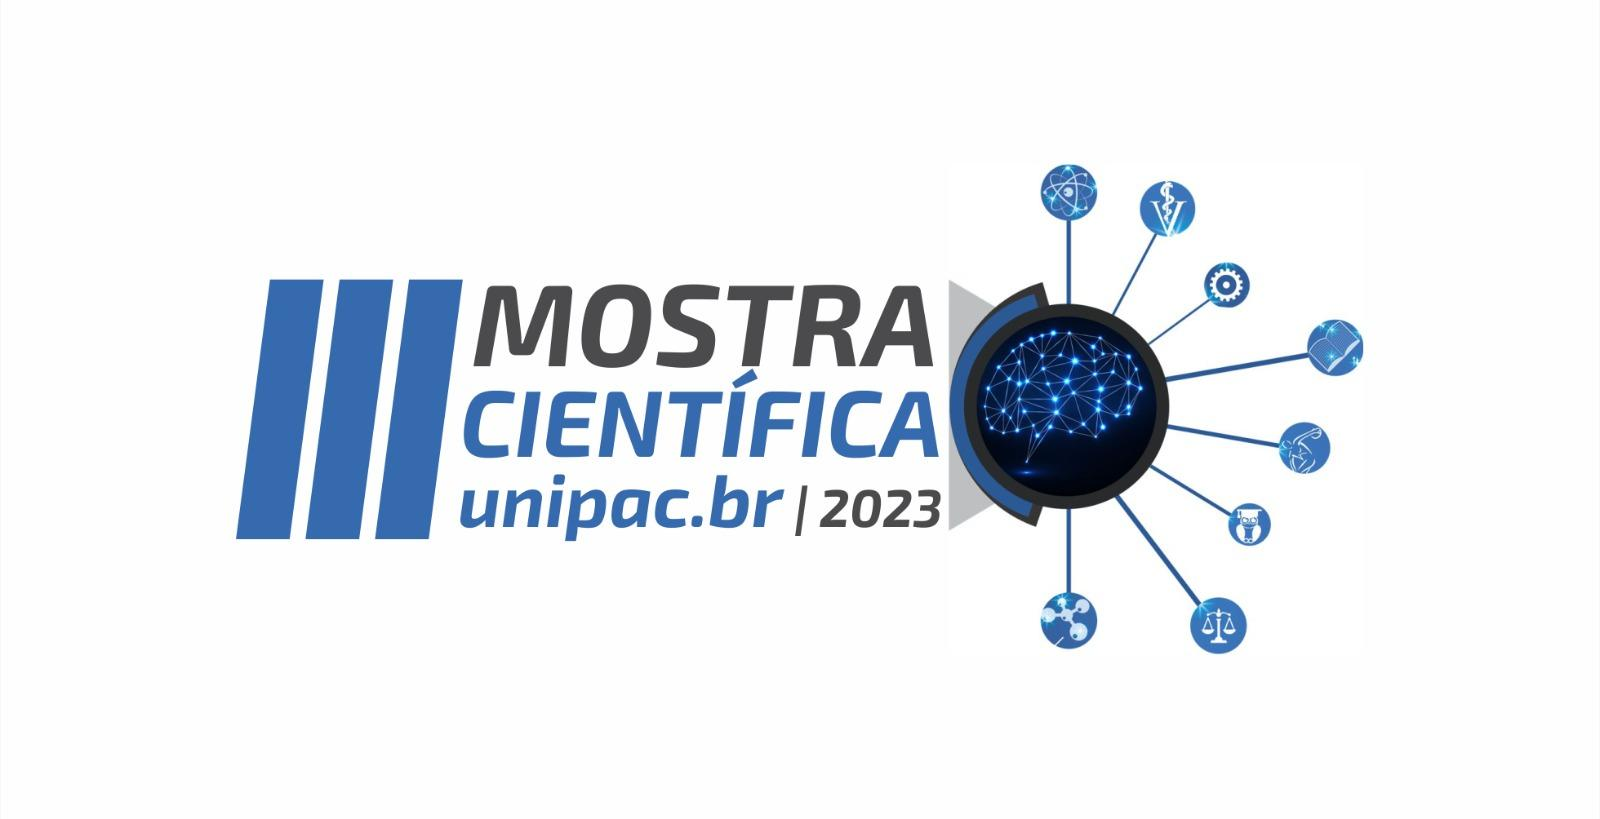 III MOSTRA
CIENTÍFICA
unipac.br | 2023